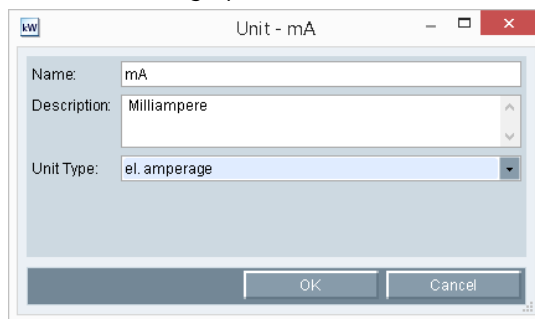 kW
Unit - mA
Name: mA
Description: Milliampere
Unit Type: el. amperage
OK Cancel